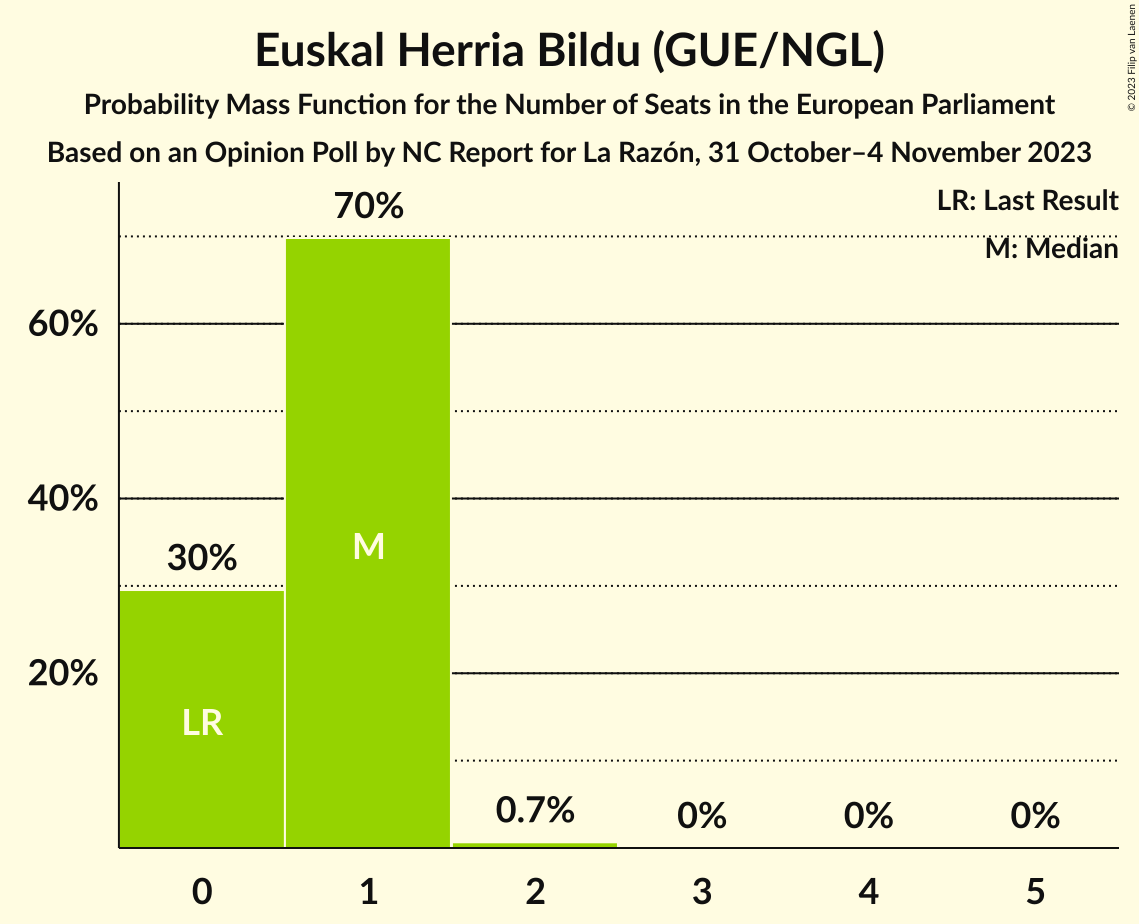 Euskal Herria Bildu (GUE/NGL)
Probability Mass Function for the Number of Seats in the European Parliament
Based on an Opinion Poll by NC Report for La Razón, 31 October–4 November 2023
© 2023 Filip van Laenen
LR: Last Result
M: Median
70%
60%
40%
30%
20%
M
LR
0.7%
0%
0%
0%
0
1
2
3
4
5